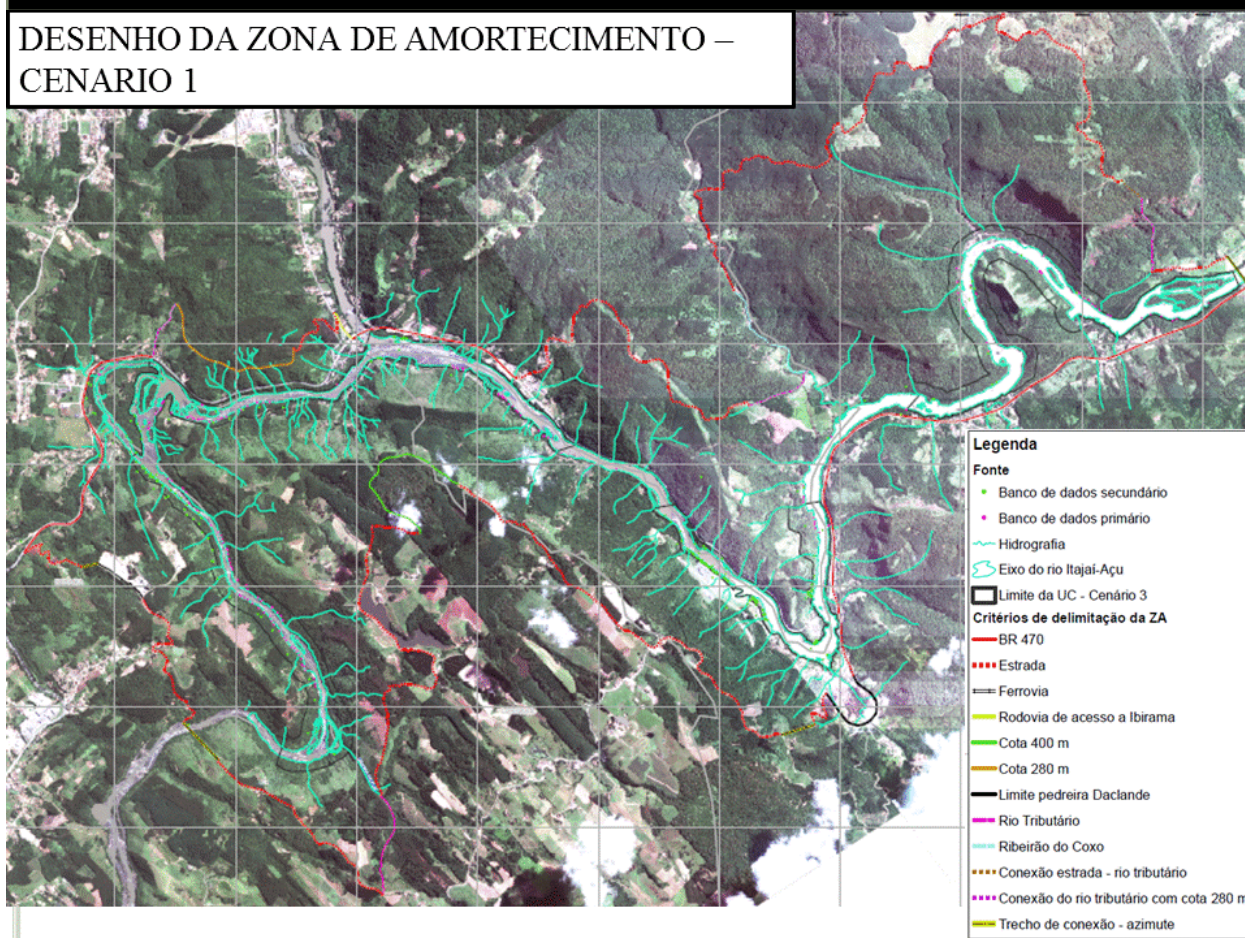 DESENHO DA ZONA DE AMORTECIMENTO –
CENARIO 1
Legenda
Fonte
Banco de dados secundário
Banco de dados primário
Hidrografia
Eixo do rio Itajaí-Açu
Limite da UC - Cenário 3
Critérios de delimitação da ZA
BR 470
Estrada
Ferrovia
Rodovia de acesso a Ibirama
Cota 400 m
Cota 280 m
Limite pedreira Daclande
Rio Tributário
Ribeirão do Coxo
Conexão estrada - rio tributário
Conexão do rio tributário com cota 280 m
Trecho de conexão - azimute